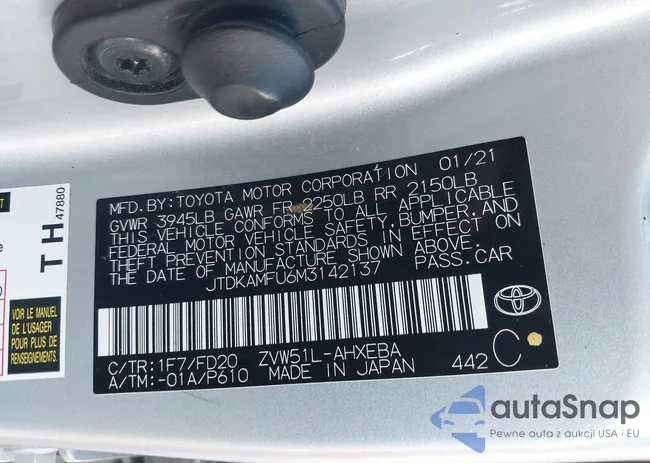 MFD. BY: TOYOTA MOTOR CORPORATION 01/21
GVWR 3945LB GAWR FR 2250LB RR 2150LB
THIS VEHICLE CONFORMS TO ALL APPLICABLE
FEDERAL MOTOR VEHICLE SAFETY, BUMPER, AND
THEFT PREVENTION STANDARDS IN EFFECT ON
THE DATE OF MANUFACTURE SHOWN ABOVE.
JTDKAMFU6M3142137 PASS. CAR
C/TR: 1F7/FD20 ZVW51L-AHXEBA
A/TM: -01A/P610 MADE IN JAPAN 442 C
TOYOTA
TH
47880
VOIR
LE MANUEL
DE L'USAGER
POUR PLUS DE
RENSEIGNEMENTS.
autaSnap
Pewne auta z aukcji USA i EU